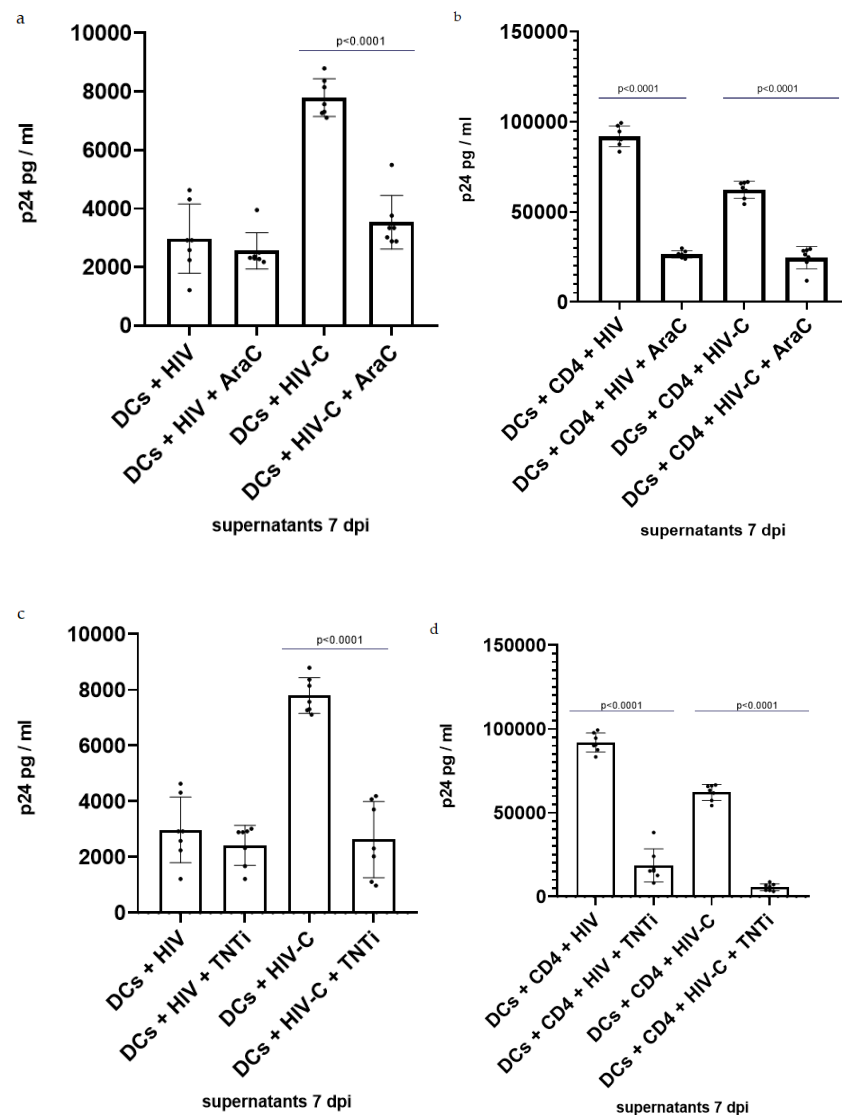 a
10000
8000
6000
4000
2000
0
p24 pg / ml
p<0.0001
DCs + HIV
DCs + HIV + AraC
DCs + HIV-C
DCs + HIV-C + AraC
supernatants 7 dpi
b
150000
100000
50000
0
p24 pg / ml
p<0.0001
p<0.0001
DCs + CD4 + HIV
DCs + CD4 + HIV + AraC
DCs + CD4 + HIV-C
DCs + CD4 + HIV-C + AraC
supernatants 7 dpi
c
10000
8000
6000
4000
2000
0
p24 pg / ml
p<0.0001
DCs + HIV
DCs + HIV + TNTi
DCs + HIV-C
DCs + HIV-C + TNTi
supernatants 7 dpi
d
150000
100000
50000
0
p24 pg / ml
p<0.0001
p<0.0001
DCs + CD4 + HIV
DCs + CD4 + HIV + TNTi
DCs + CD4 + HIV-C
DCs + CD4 + HIV-C + TNTi
supernatants 7 dpi